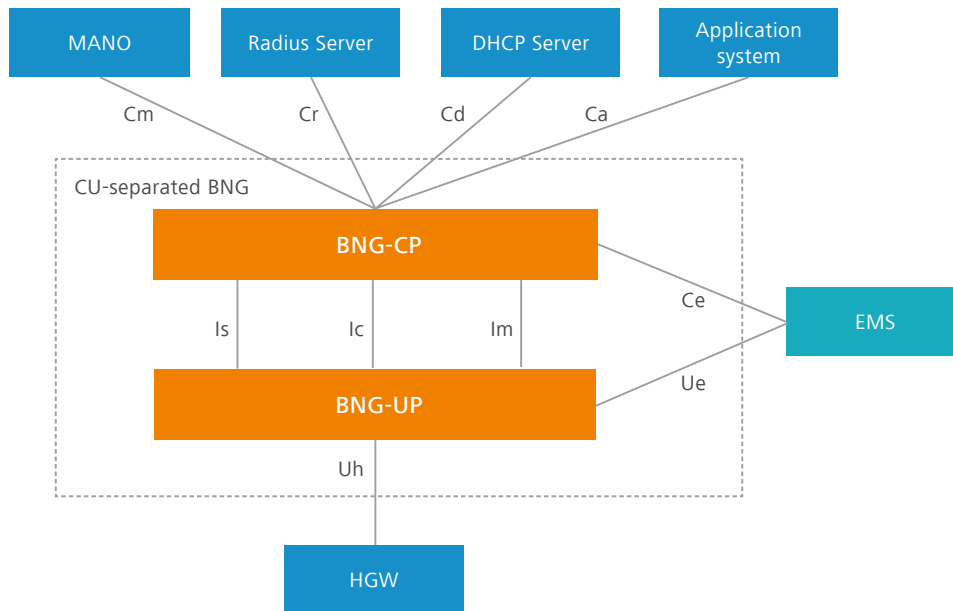 MANO
Radius Server
DHCP Server
Application
system
Cm
Cr
Cd
Ca
CU-separated BNG
BNG-CP
Is
Ic
Im
Ce
EMS
BNG-UP
Ue
Uh
HGW